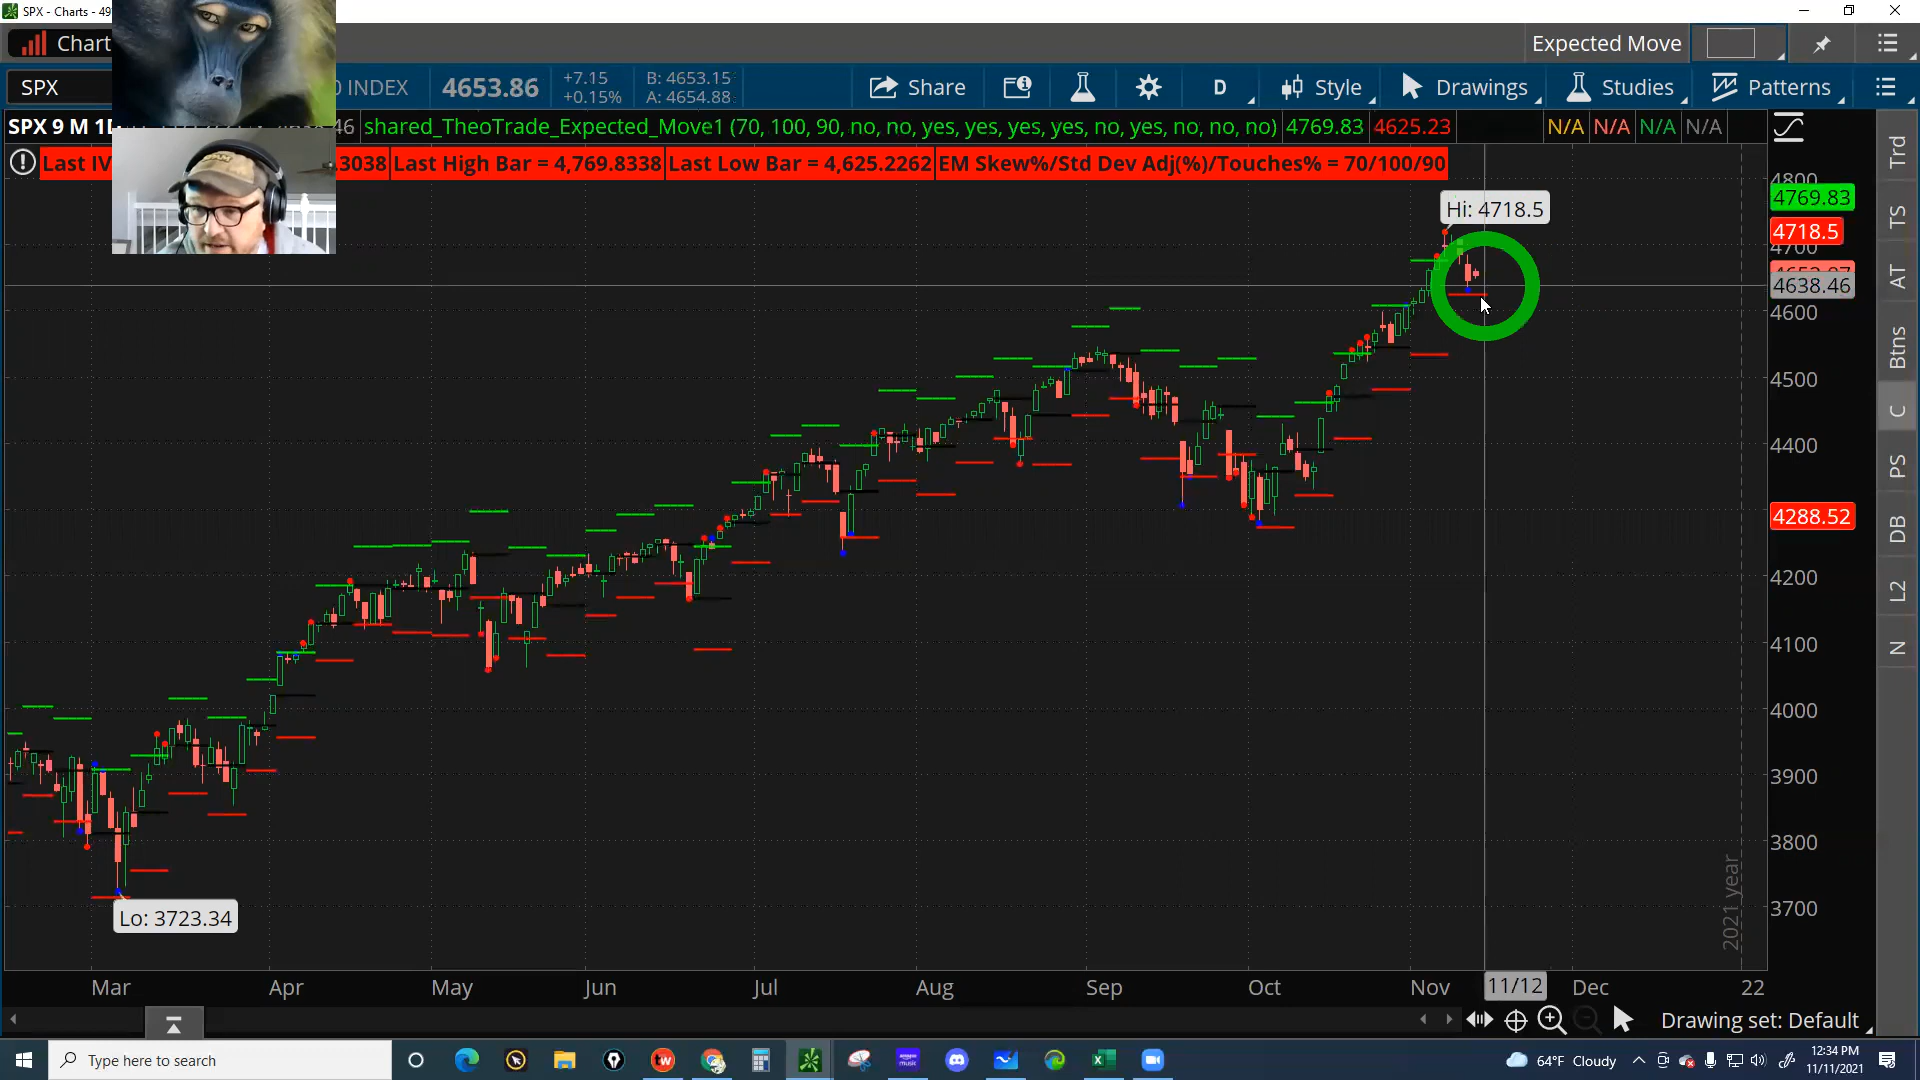 SPX - Charts - 49
Chart
Expected Move
SPX
INDEX
4653.86
+7.15
+0.15%
B: 4653.15
A: 4654.88
Share
D
Style
Drawings
Studies
Patterns
SPX 9 M 1D
.46
shared_TheoTrade_Expected_Move1 (70, 100, 90, no, no, yes, yes, yes, yes, no, yes, no, no, no)
4769.83
4625.23
N/A
N/A
N/A
N/A
Last IV
.3038
Last High Bar = 4,769.8338
Last Low Bar = 4,625.2262
EM Skew%/Std Dev Adj(%)/Touches% = 70/100/90
Hi: 4718.5
Lo: 3723.34
4800
4769.83
4718.5
4700
4638.46
4600
4500
4400
4288.52
4200
4100
4000
3900
3800
3700
2021 year
Trd
TS
AT
Btns
C
PS
DB
L2
N
Mar
Apr
May
Jun
Jul
Aug
Sep
Oct
Nov
11/12
Dec
22
Drawing set: Default
Type here to search
64°F Cloudy
12:34 PM
11/11/2021